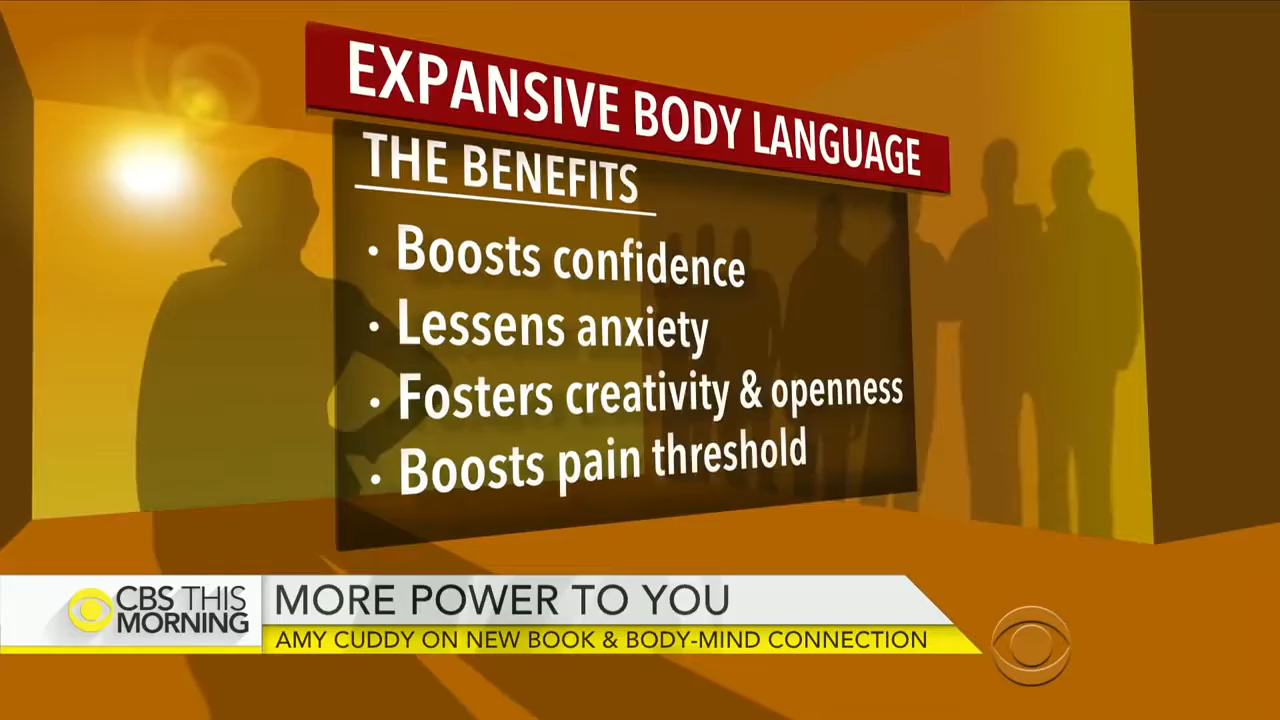 EXPANSIVE BODY LANGUAGE
THE BENEFITS
• Boosts confidence
• Lessens anxiety
• Fosters creativity & openness
• Boosts pain threshold
CBS THIS
MORNING
MORE POWER TO YOU
AMY CUDDY ON NEW BOOK & BODY-MIND CONNECTION